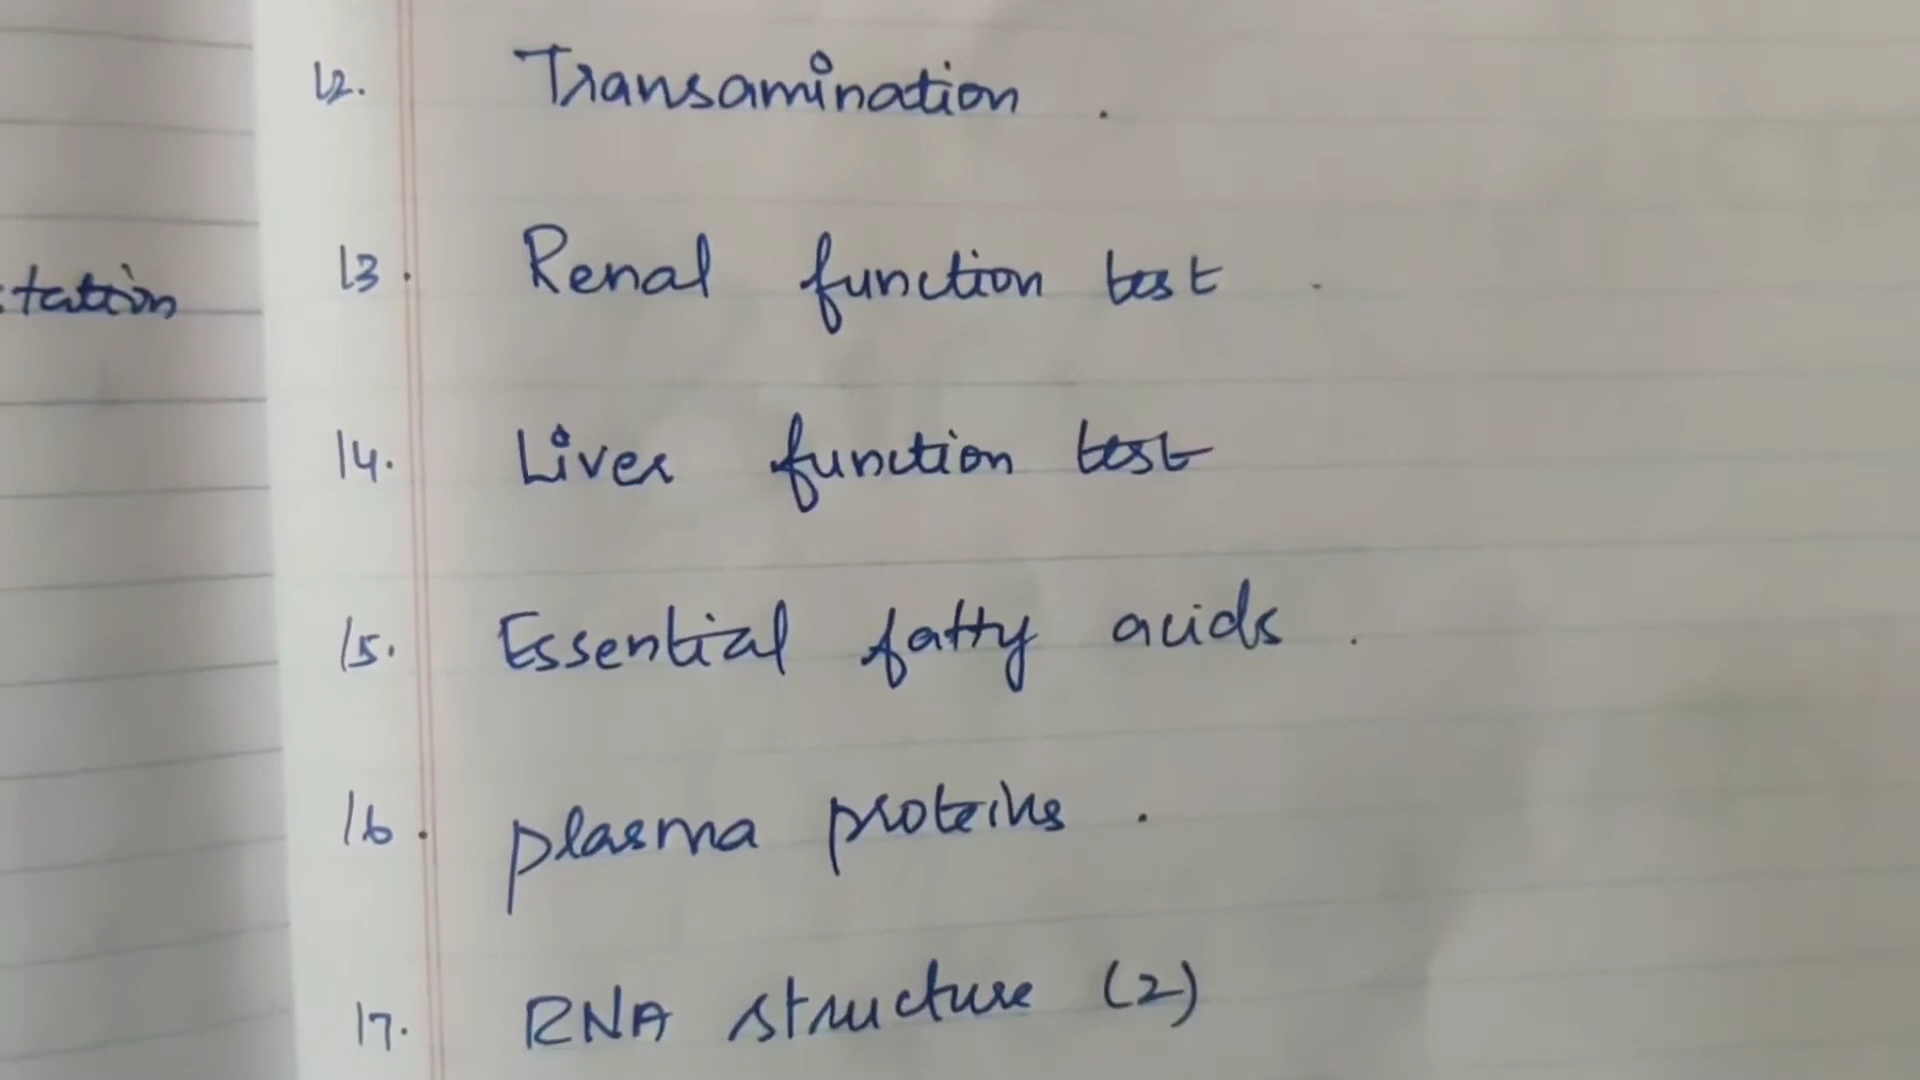 12. Transamination .
tation
13. Renal function test .
14. Liver function test
15. Essential fatty acids .
16. plasma proteins .
17. RNA structure (2)